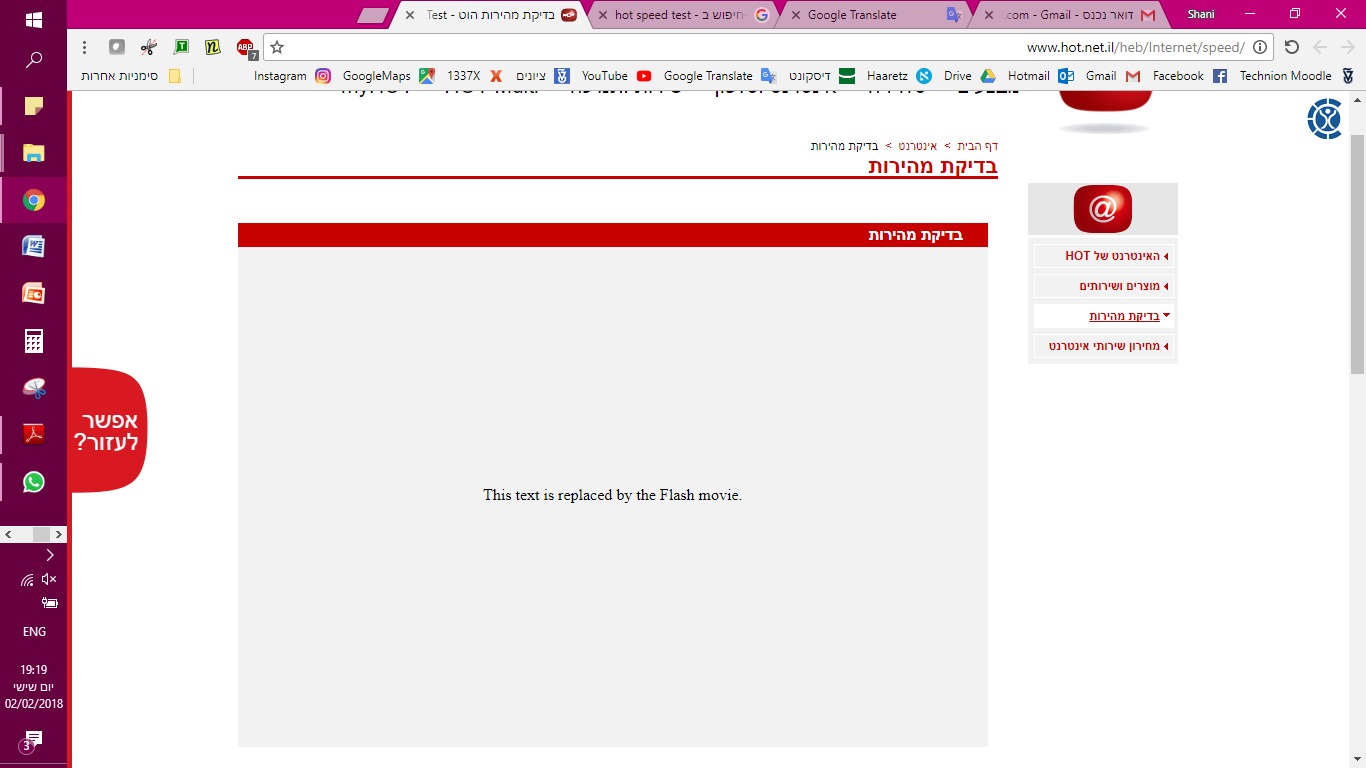 Shani
דואר נכנס - Gmail - .com
Google Translate
hot speed test - חיפוש ב
בדיקת מהירות הוט - Test
www.hot.net.il/heb/Internet/speed/
ABP
7
Technion Moodle
Facebook
Gmail
Hotmail
Drive
Haaretz
דיסקונט
Google Translate
YouTube
ציונים
1337X
GoogleMaps
Instagram
סימניות אחרות
דף הבית > אינטרנט > בדיקת מהירות
בדיקת מהירות
בדיקת מהירות
@
האינטרנט של HOT
מוצרים ושירותים
בדיקת מהירות
מחירון שירותי אינטרנט
This text is replaced by the Flash movie.
אפשר
לעזור?
ENG
19:19
יום שישי
02/02/2018
3